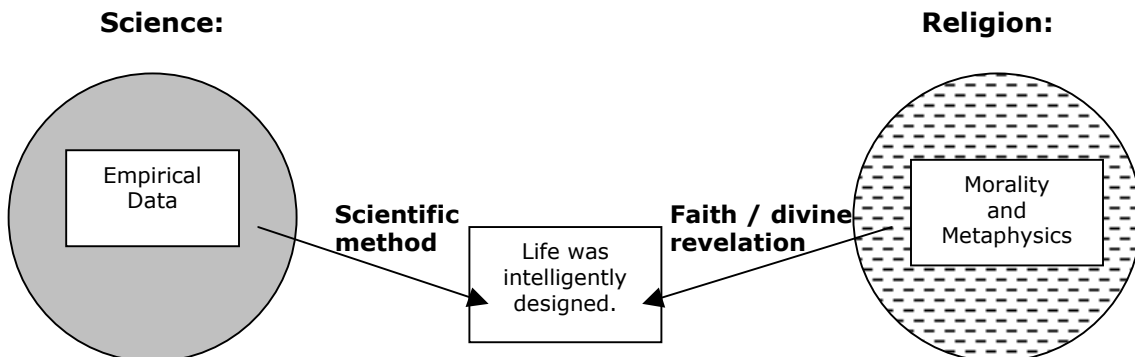 Science:
Religion:
Empirical
Data
Scientific
method
Life was
intelligently
designed.
Faith / divine
revelation
Morality
and
Metaphysics